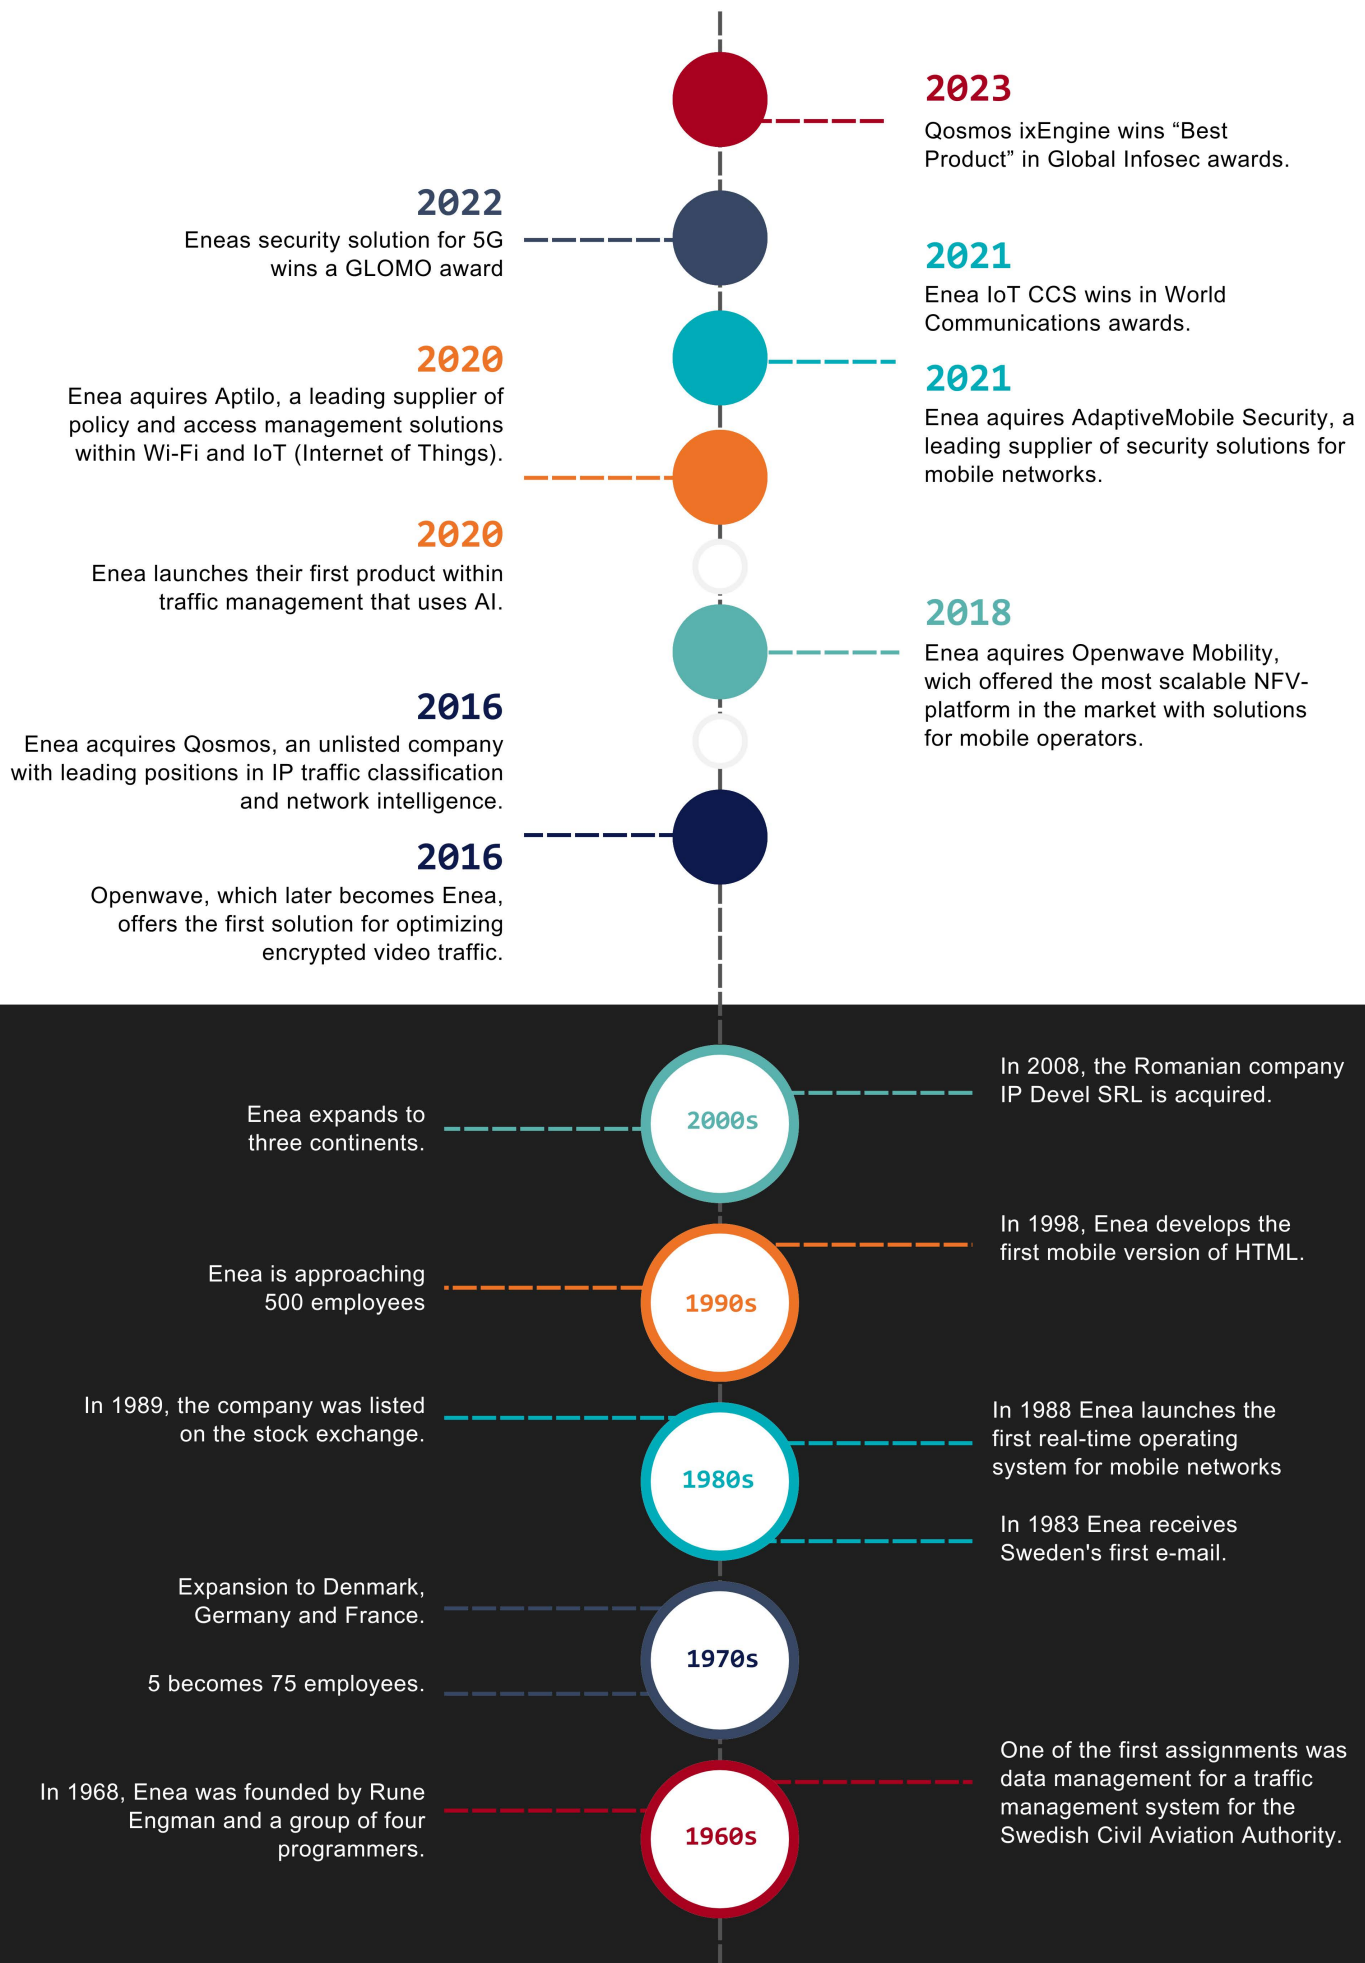 2023
Qosmos ixEngine wins “Best
Product” in Global Infosec awards.
2022
Eneas security solution for 5G
wins a GLOMO award
2021
Enea IoT CCS wins in World
Communications awards.
2020
Enea aquires Aptilo, a leading supplier of
policy and access management solutions
within Wi-Fi and IoT (Internet of Things).
2021
Enea aquires AdaptiveMobile Security, a
leading supplier of security solutions for
mobile networks.
2020
Enea launches their first product within
traffic management that uses AI.
2018
Enea aquires Openwave Mobility,
wich offered the most scalable NFV-
platform in the market with solutions
for mobile operators.
2016
Enea acquires Qosmos, an unlisted company
with leading positions in IP traffic classification
and network intelligence.
2016
Openwave, which later becomes Enea,
offers the first solution for optimizing
encrypted video traffic.
2000s
In 2008, the Romanian company
IP Devel SRL is acquired.
Enea expands to
three continents.
1990s
In 1998, Enea develops the
first mobile version of HTML.
Enea is approaching
500 employees
1980s
In 1989, the company was listed
on the stock exchange.
In 1988 Enea launches the
first real-time operating
system for mobile networks
In 1983 Enea receives
Sweden's first e-mail.
1970s
Expansion to Denmark,
Germany and France.
5 becomes 75 employees.
1960s
One of the first assignments was
data management for a traffic
management system for the
Swedish Civil Aviation Authority.
In 1968, Enea was founded by Rune
Engman and a group of four
programmers.